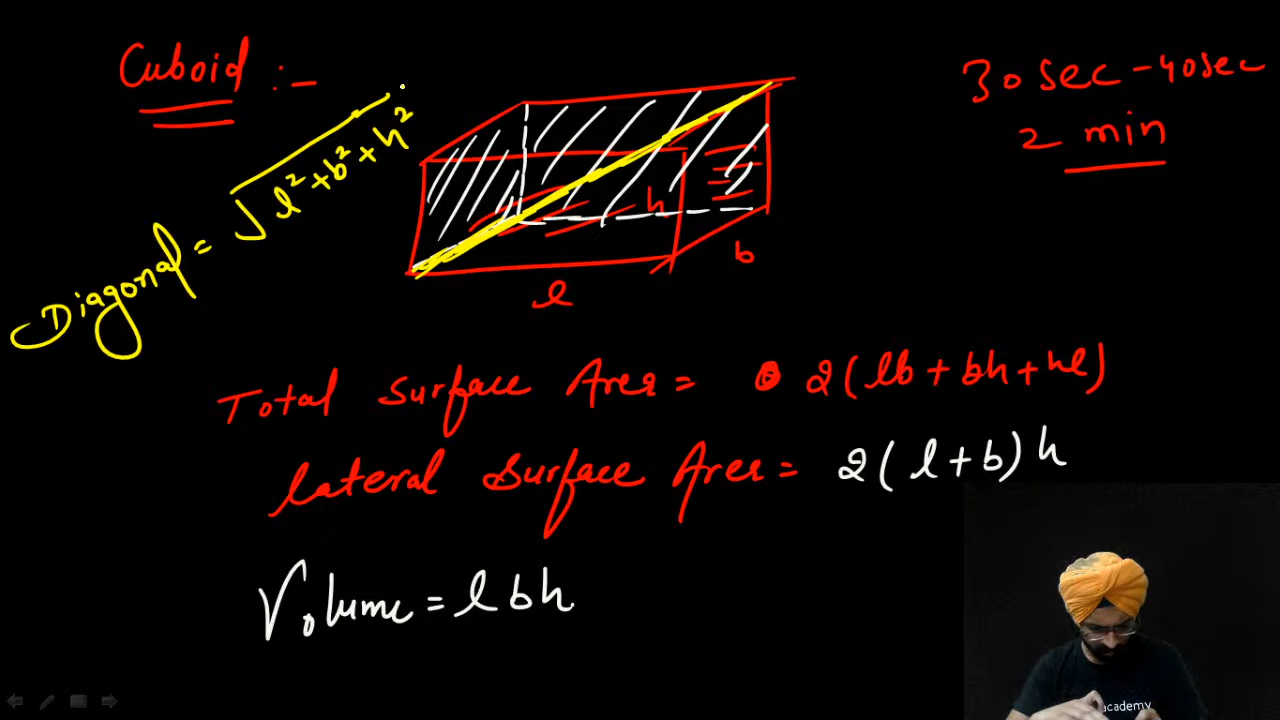 Cuboid :-
30 sec - 40 sec
2 min
Diagonal = √l²+b²+h²
h
b
l
Total Surface Area = 2(lb+bh+hl)
lateral Surface Area = 2(l+b)h
Volume = lbh
academy